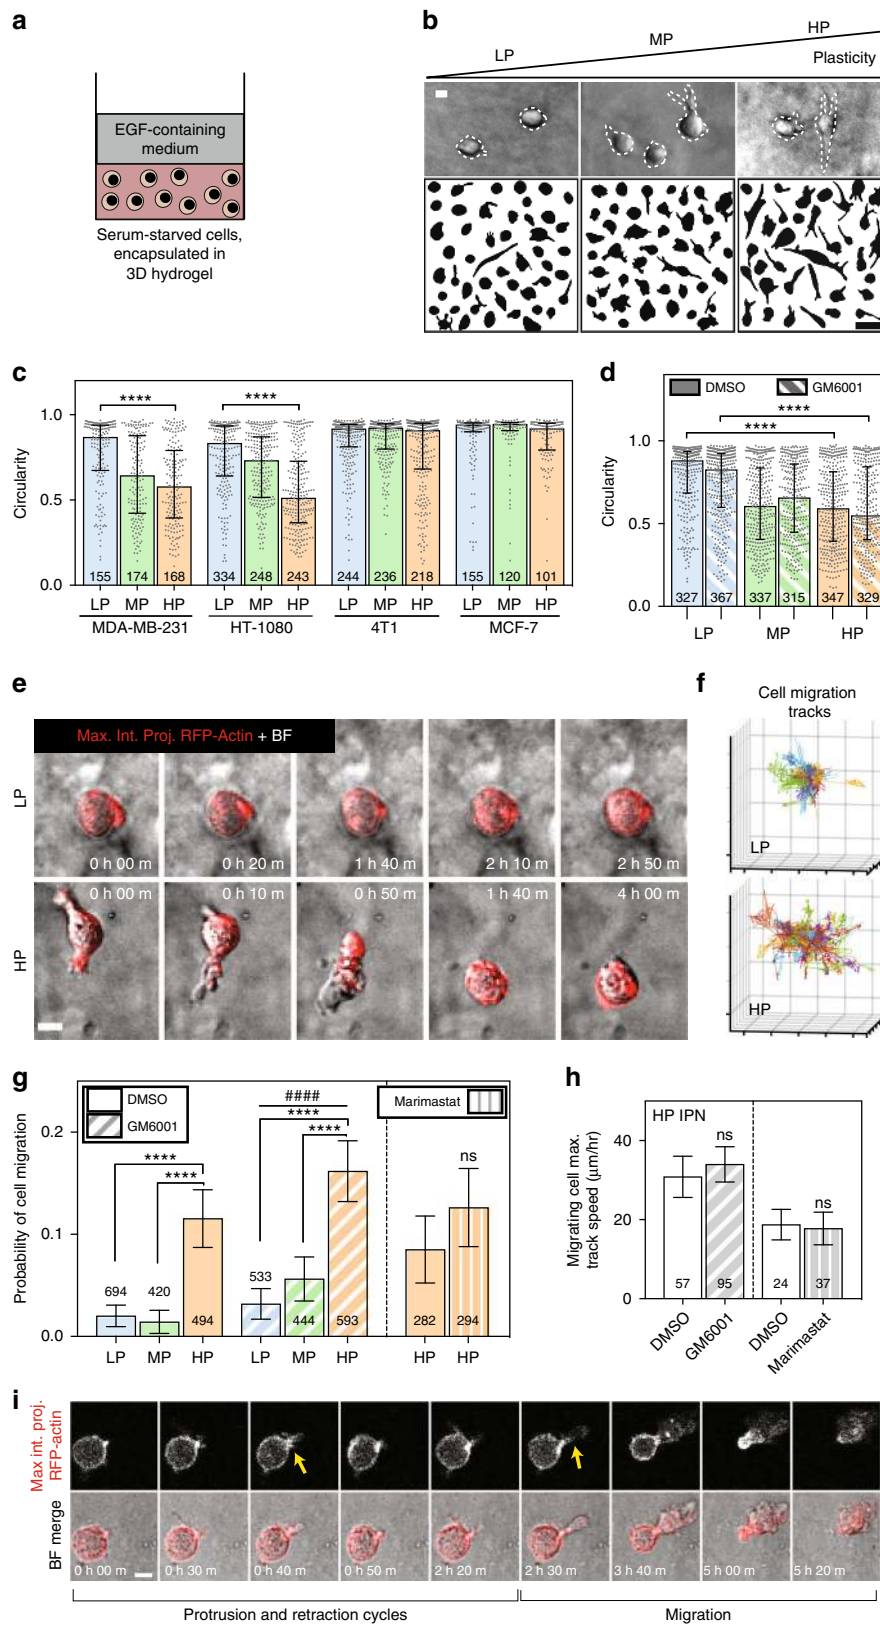 a
EGF-containing
medium
Serum-starved cells,
encapsulated in
3D hydrogel
b
LP
MP
HP
Plasticity
c
Circularity
1.0
0.5
0.0
****
****
155
174
168
334
248
243
244
236
218
155
120
101
LP
MP
HP
LP
MP
HP
LP
MP
HP
LP
MP
HP
MDA-MB-231
HT-1080
4T1
MCF-7
d
DMSO
GM6001
****
****
Circularity
1.0
0.5
0.0
327
367
337
315
347
329
LP
MP
HP
e
Max. Int. Proj. RFP-Actin + BF
LP
0 h 00 m
0 h 20 m
1 h 40 m
2 h 10 m
2 h 50 m
HP
0 h 00 m
0 h 10 m
0 h 50 m
1 h 40 m
4 h 00 m
f
Cell migration
tracks
LP
HP
g
DMSO
GM6001
Marimastat
Probability of cell migration
0.2
0.1
0.0
****
****
####
****
****
ns
694
420
494
533
444
593
282
294
LP
MP
HP
LP
MP
HP
HP
HP
h
HP IPN
Migrating cell max.
track speed (μm/hr)
40
20
0
ns
ns
57
95
24
37
DMSO
GM6001
DMSO
Marimastat
i
Max int. proj.
RFP-actin
BF merge
0 h 00 m
0 h 30 m
0 h 40 m
0 h 50 m
2 h 20 m
2 h 30 m
3 h 40 m
5 h 00 m
5 h 20 m
Protrusion and retraction cycles
Migration